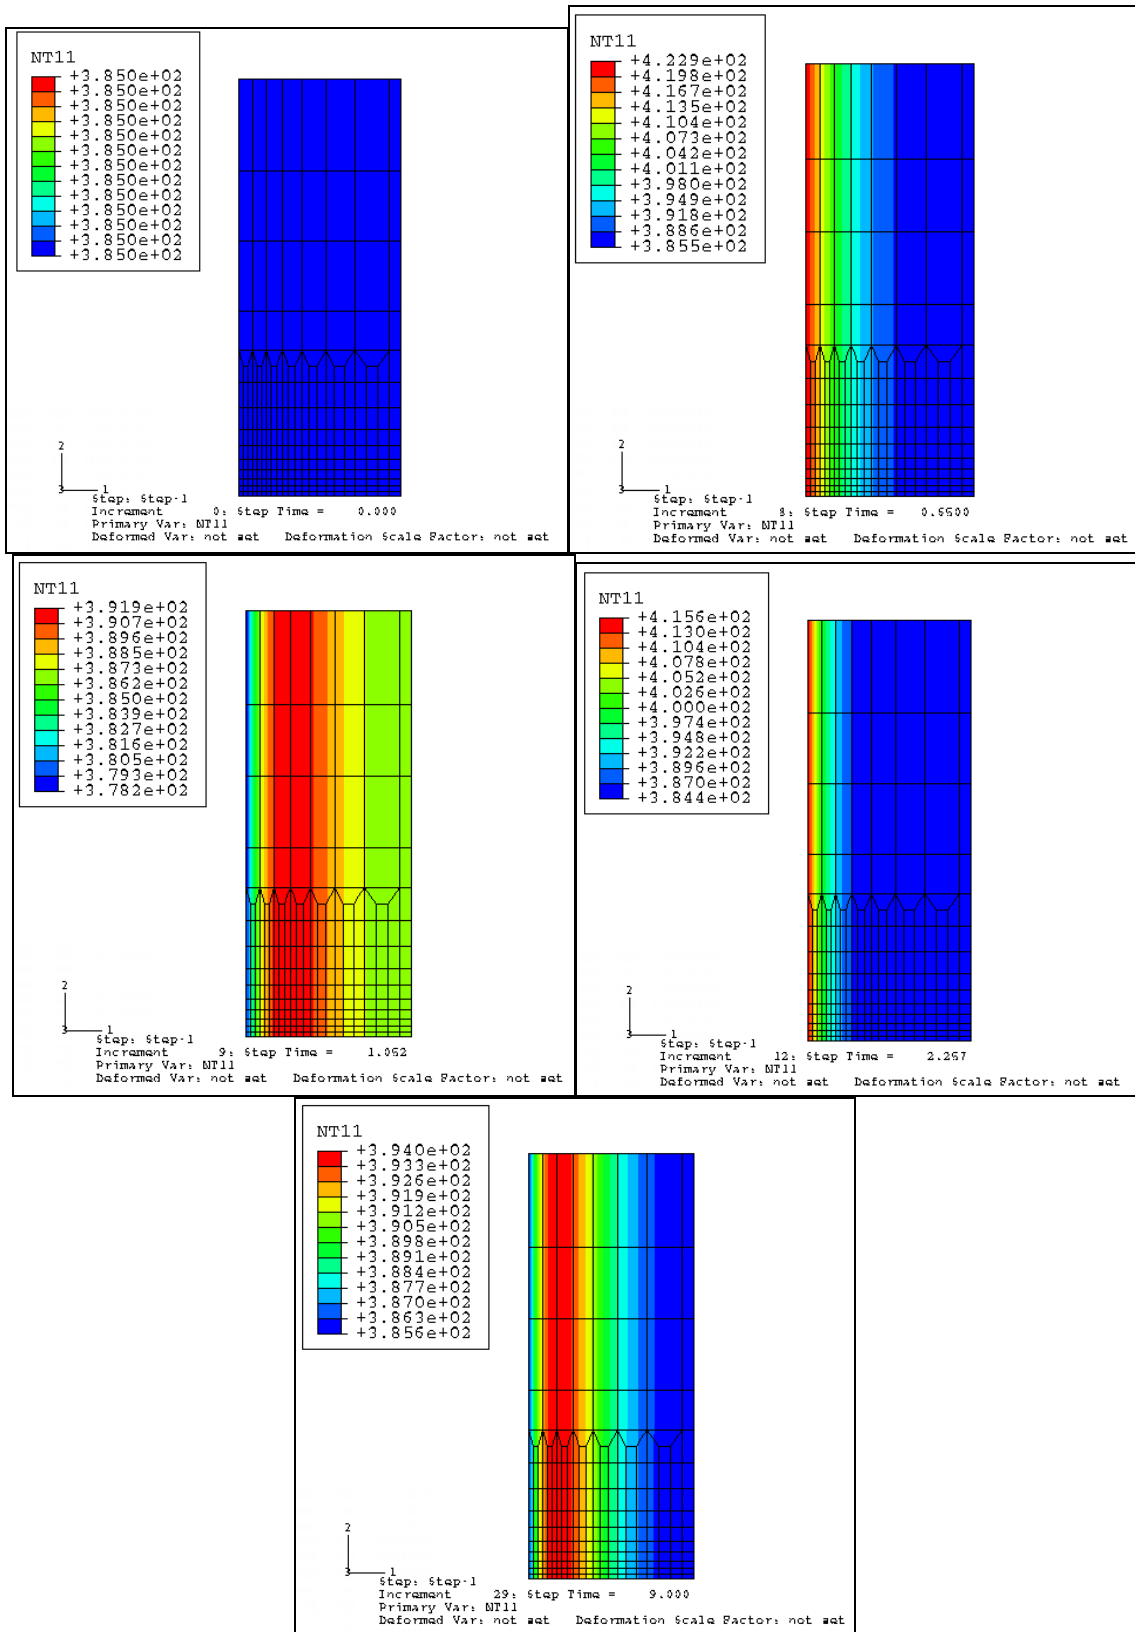 NT11
+3.850e+02
+3.850e+02
+3.850e+02
+3.850e+02
+3.850e+02
+3.850e+02
+3.850e+02
+3.850e+02
+3.850e+02
+3.850e+02
+3.850e+02
+3.850e+02
+3.850e+02
2
3 1
Step: Step-1
Increment 0: Step Time = 0.000
Primary Var: NT11
Deformed Var: not set Deformation Scale Factor: not set
NT11
+4.229e+02
+4.198e+02
+4.167e+02
+4.135e+02
+4.104e+02
+4.073e+02
+4.042e+02
+4.011e+02
+3.980e+02
+3.949e+02
+3.918e+02
+3.886e+02
+3.855e+02
2
3 1
Step: Step-1
Increment 8: Step Time =
Primary Var: NT11
Deformed Var: not set Deformation Scale Factor: not set
NT11
+3.919e+02
+3.907e+02
+3.896e+02
+3.885e+02
+3.873e+02
+3.862e+02
+3.850e+02
+3.839e+02
+3.827e+02
+3.816e+02
+3.805e+02
+3.793e+02
+3.782e+02
2
3 1
Step: Step-1
Increment 9: Step Time = 1.052
Primary Var: NT11
Deformed Var: not set Deformation Scale Factor: not set
NT11
+4.156e+02
+4.130e+02
+4.104e+02
+4.078e+02
+4.052e+02
+4.026e+02
+4.000e+02
+3.974e+02
+3.948e+02
+3.922e+02
+3.896e+02
+3.870e+02
+3.844e+02
2
3 1
Step: Step-1
Increment 12: Step Time = 2.257
Primary Var: NT11
Deformed Var: not set Deformation Scale Factor: not set
NT11
+3.940e+02
+3.933e+02
+3.926e+02
+3.919e+02
+3.912e+02
+3.905e+02
+3.898e+02
+3.891e+02
+3.884e+02
+3.877e+02
+3.870e+02
+3.863e+02
+3.856e+02
2
3 1
Step: Step-1
Increment 29: Step Time = 9.000
Primary Var: NT11
Deformed Var: not set Deformation Scale Factor: not set